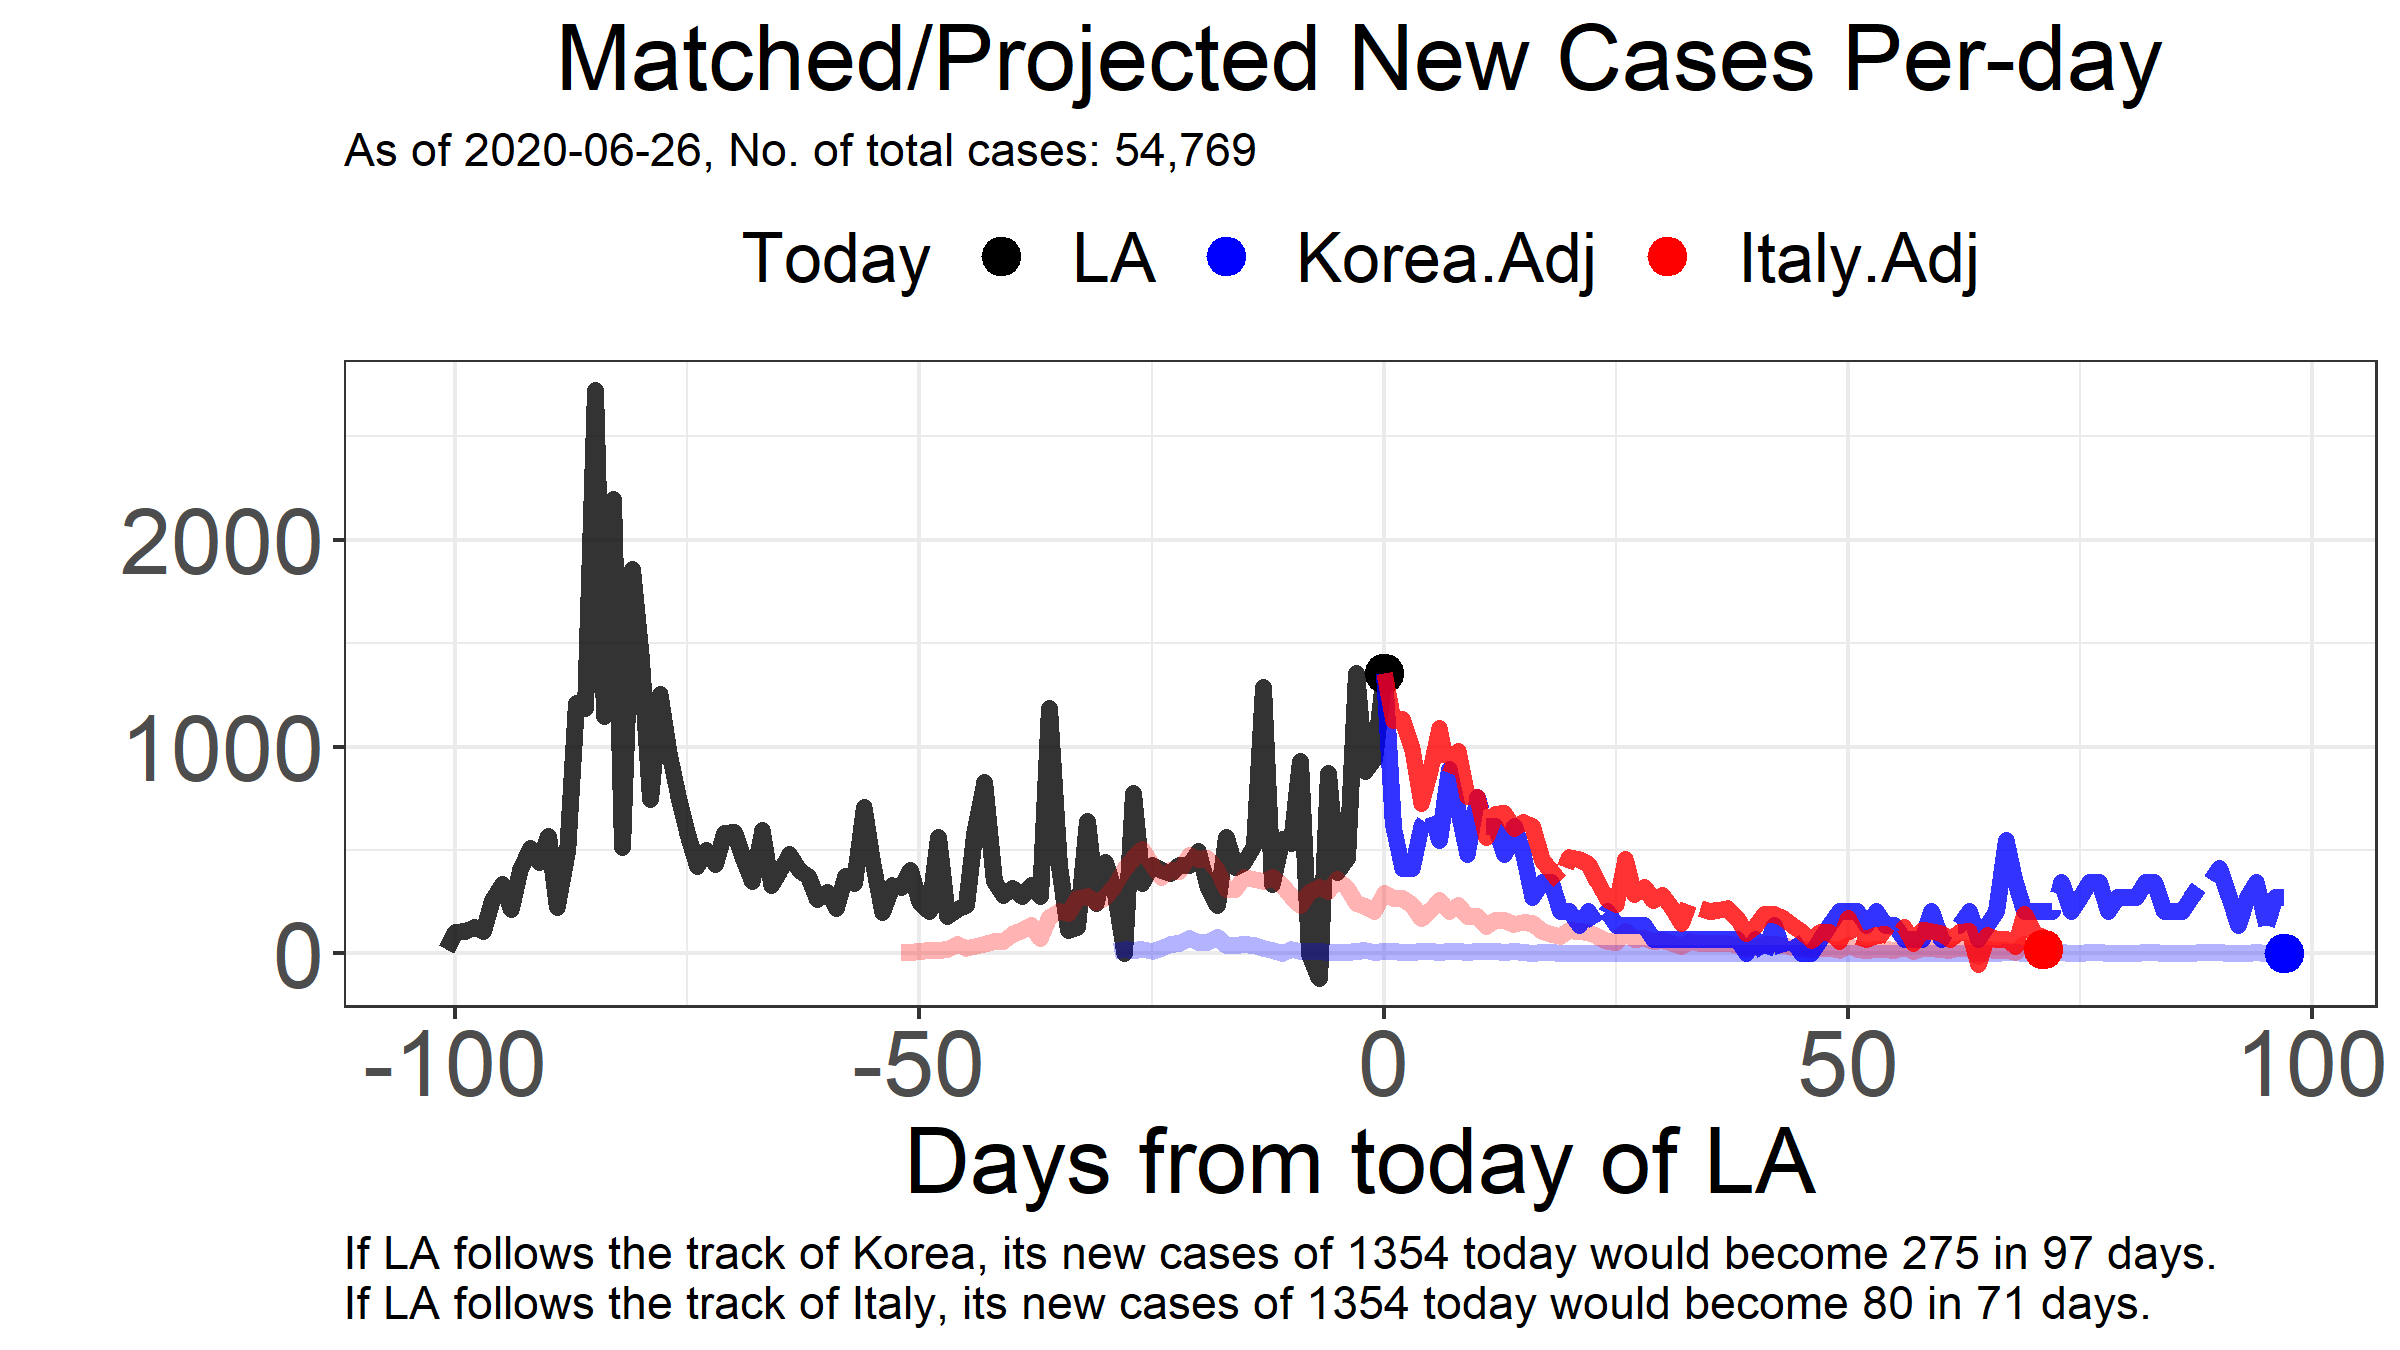 Matched/Projected New Cases Per-day
As of 2020-06-26, No. of total cases: 54,769
Today LA Korea.Adj Italy.Adj
2000
1000
0
-100 -50 0 50 100
Days from today of LA
If LA follows the track of Korea, its new cases of 1354 today would become 275 in 97 days.
If LA follows the track of Italy, its new cases of 1354 today would become 80 in 71 days.